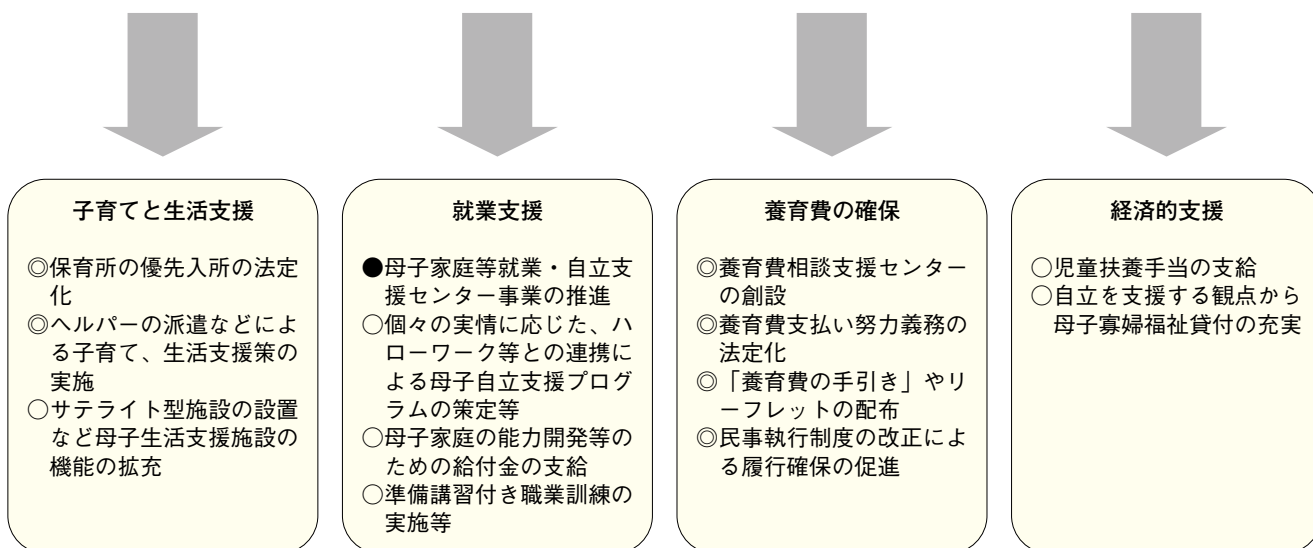 子育てと生活支援
◎保育所の優先入所の法定
化
◎ヘルパーの派遣などによ
る子育て、生活支援策の
実施
○サテライト型施設の設置
など母子生活支援施設の
機能の拡充
就業支援
●母子家庭等就業・自立支
援センター事業の推進
○個々の実情に応じた、ハ
ローワーク等との連携に
よる母子自立支援プログ
ラムの策定等
○母子家庭の能力開発等の
ための給付金の支給
○準備講習付き職業訓練の
実施等
養育費の確保
◎養育費相談支援センター
の創設
◎養育費支払い努力義務の
法定化
◎「養育費の手引き」やリ
ーフレットの配布
◎民事執行制度の改正によ
る履行確保の促進
経済的支援
○児童扶養手当の支給
○自立を支援する観点から
母子寡婦福祉貸付の充実